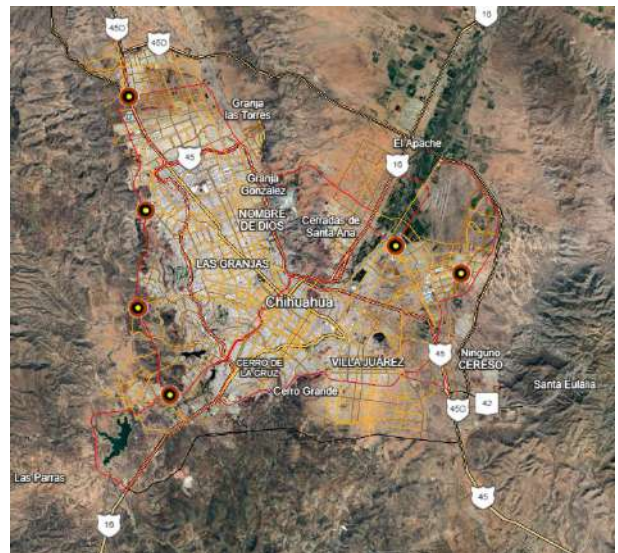 16
45D
45D
Granja
las Torres
El Apache
45
16
Granja
González
NOMBRE
DE DIOS
Cerradas de
Santa Ana
LAS GRANJAS
Chihuahua
CERRO DE
LA CRUZ
VILLA JUÁREZ
45
Ninguno
CERESO
Cerro Grande
Santa Eulalia
45D
42
Las Parras
45
16